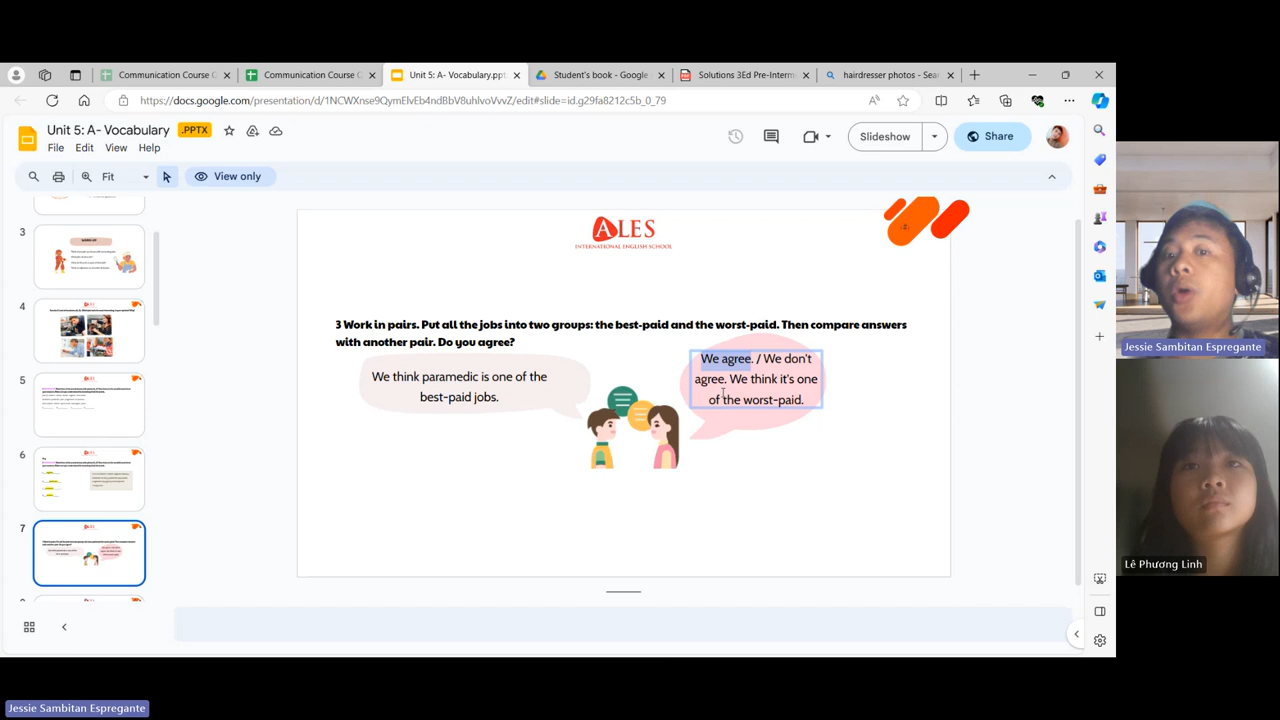 Communication Course C
Communication Course C
Unit 5: A- Vocabulary.ppt
Student's book - Google
Solutions 3Ed Pre-Interm
hairdresser photos - Sea
https://docs.google.com/presentation/d/1NCWXnse9QymElvEb4ndBbV8uhlvoVvvZ/edit#slide=id.g29fa8212c5b_0_79
Unit 5: A- Vocabulary
.PPTX
File Edit View Help
Slideshow
Share
Fit
View only
3
4
5
6
7
ALES
INTERNATIONAL ENGLISH SCHOOL
3 Work in pairs. Put all the jobs into two groups: the best-paid and the worst-paid. Then compare answers
with another pair. Do you agree?
We think paramedic is one of the
best-paid jobs.
We agree. / We don't
agree. We think it's one
of the worst-paid.
Jessie Sambitan Espregante
Lê Phương Linh
Jessie Sambitan Espregante